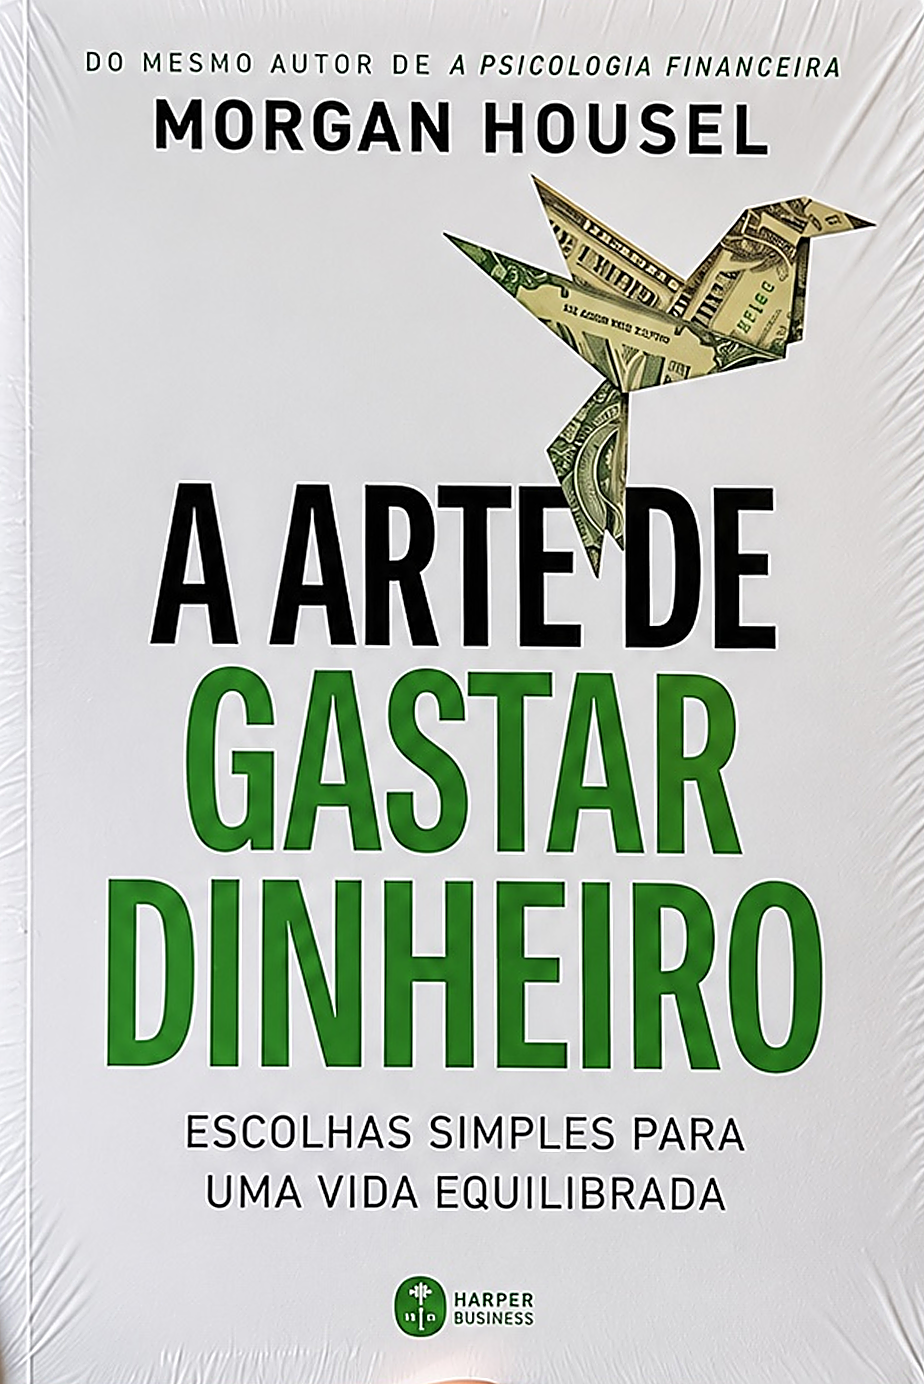 DO MESMO AUTOR DE A PSICOLOGIA FINANCEIRA
MORGAN HOUSEL
A ARTE DE
GASTAR
DINHEIRO
ESCOLHAS SIMPLES PARA
UMA VIDA EQUILIBRADA
HARPER
BUSINESS